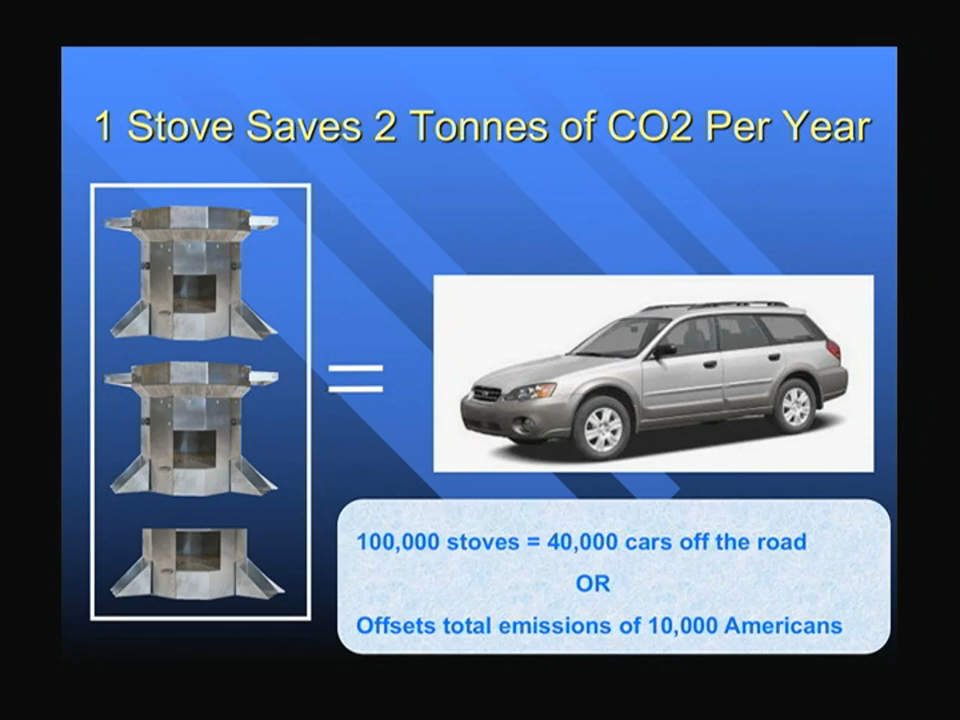 1 Stove Saves 2 Tonnes of CO2 Per Year
=
100,000 stoves = 40,000 cars off the road
OR
Offsets total emissions of 10,000 Americans